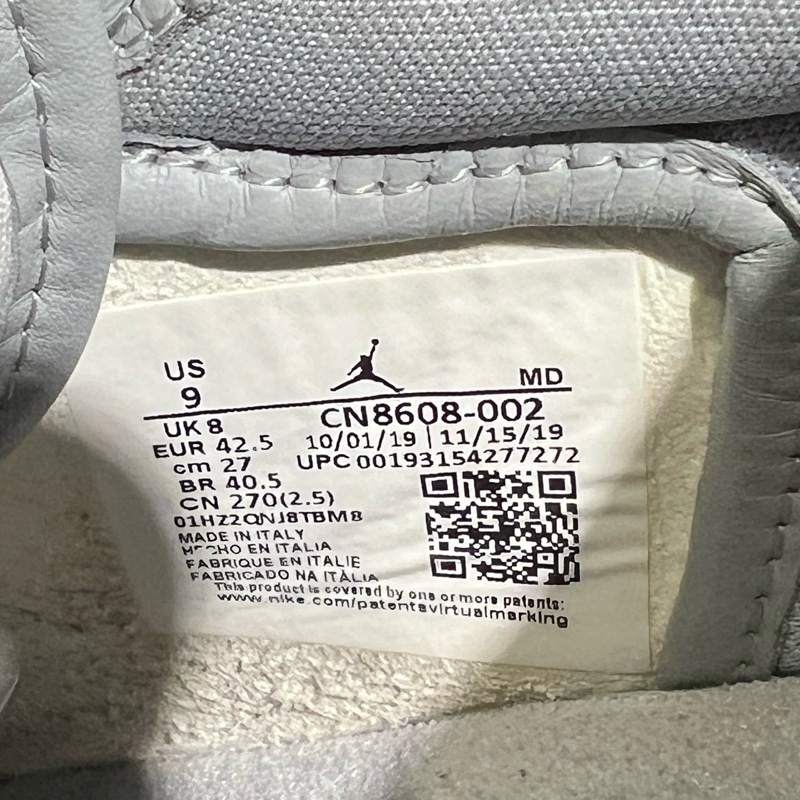 US
9
MD
UK 8
CN8608-002
EUR 42.5
10/01/19 | 11/15/19
cm 27
UPC 00193154277272
BR 40.5
CN 270(2.5)
01HZ2QNJ8TBM8
MADE IN ITALY
HECHO EN ITALIA
FABRIQUE EN ITALIE
FABRICADO NA ITÀLIA
This product is covered by one or more patents:
www.nike.com/patentsvirtualmarking